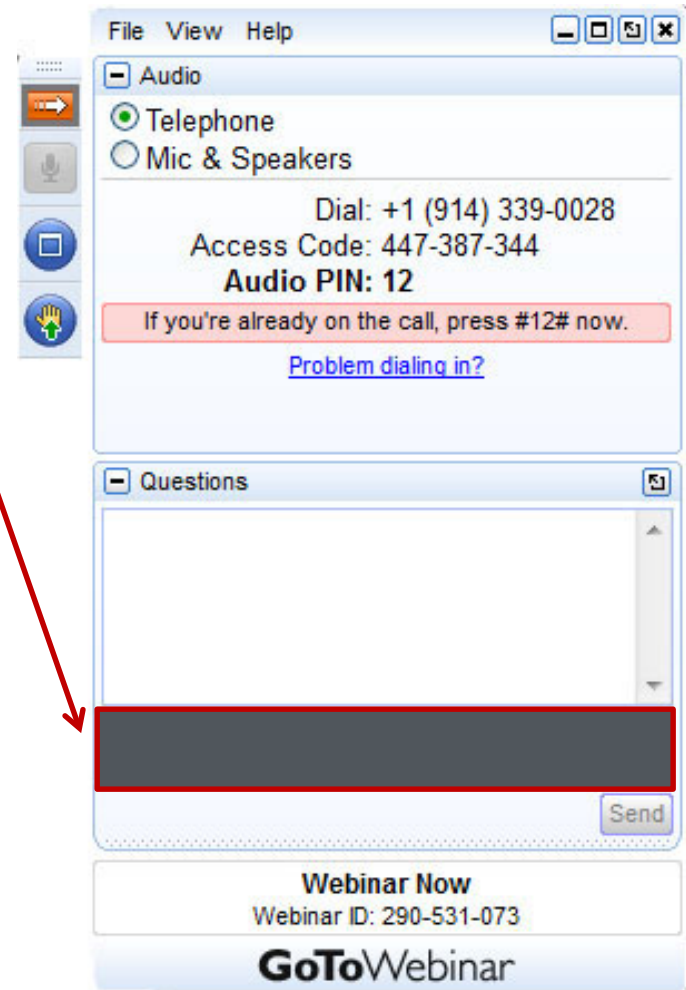 File View Help
Audio
Telephone
Mic & Speakers
Dial: +1 (914) 339-0028
Access Code: 447-387-344
Audio PIN: 12
If you're already on the call, press #12# now.
Problem dialing in?
Questions
Send
Webinar Now
Webinar ID: 290-531-073
GoToWebinar